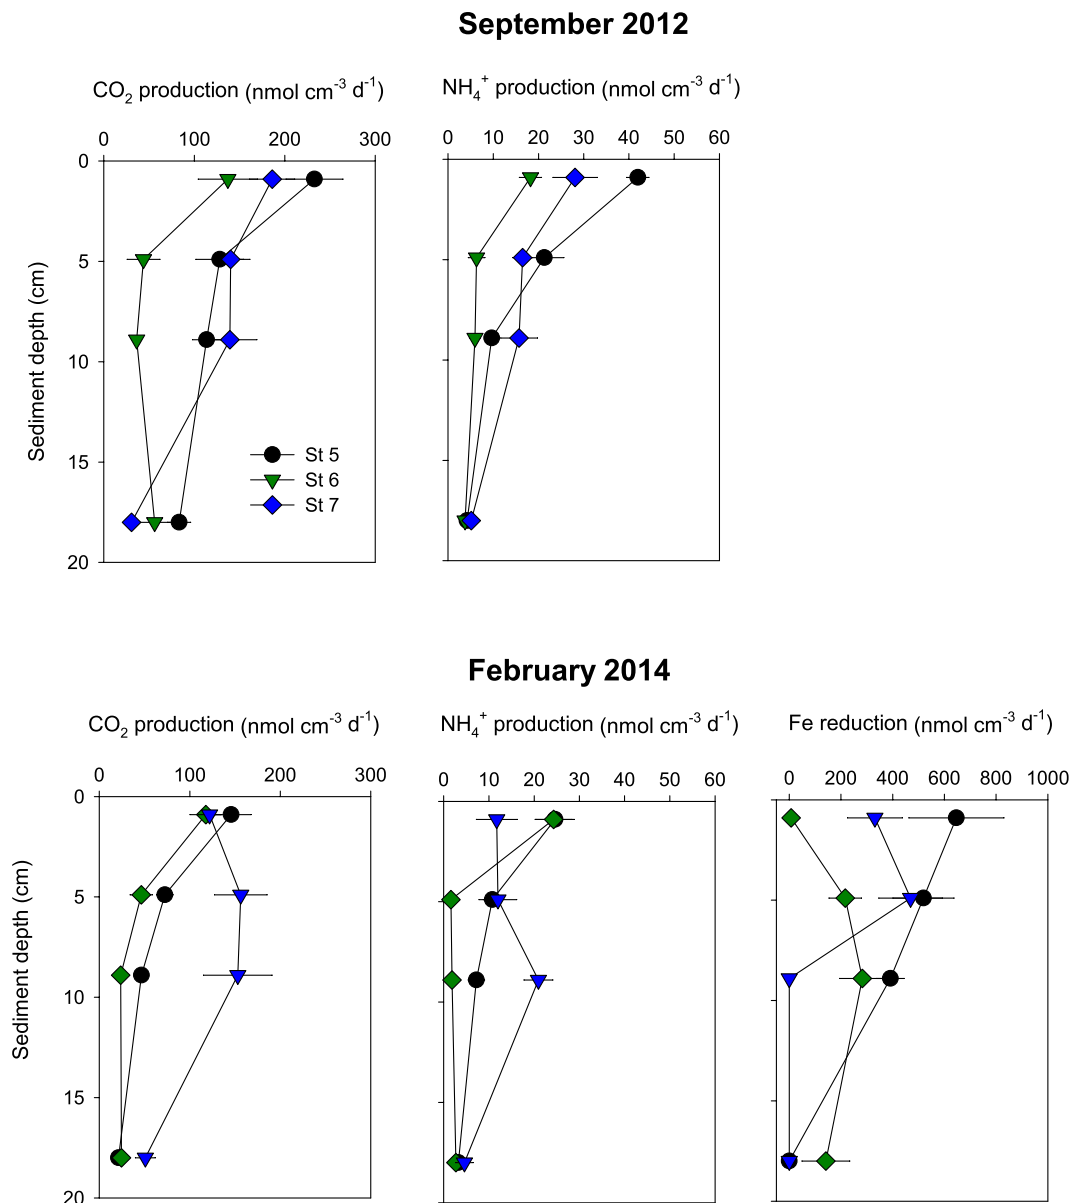 September 2012
CO2 production (nmol cm-3 d-1)
NH4+ production (nmol cm-3 d-1)
0 100 200 300
0 10 20 30 40 50 60
0
5
10
15
20
Sediment depth (cm)
St 5
St 6
St 7
February 2014
CO2 production (nmol cm-3 d-1)
NH4+ production (nmol cm-3 d-1)
Fe reduction (nmol cm-3 d-1)
0 100 200 300
0 10 20 30 40 50 60
0 200 400 600 800 1000
0
5
10
15
20
Sediment depth (cm)